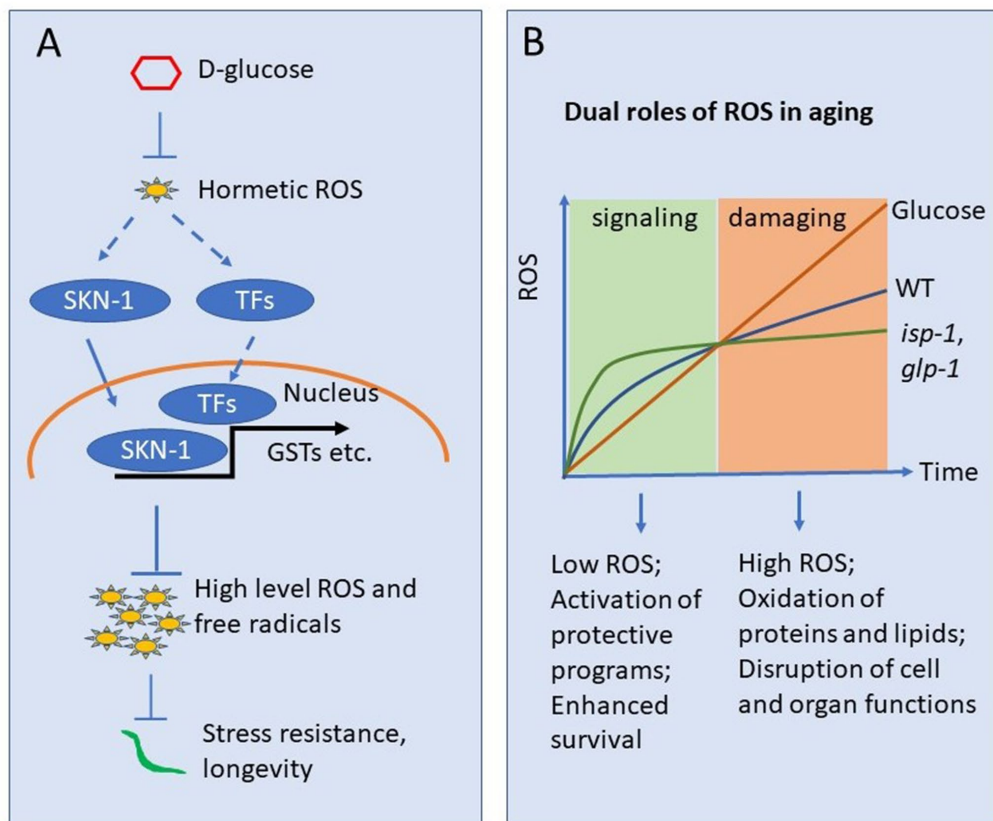 A
D-glucose
Hormetic ROS
SKN-1
TFs
TFs
Nucleus
SKN-1
GSTs etc.
High level ROS and
free radicals
Stress resistance,
longevity
B
Dual roles of ROS in aging
signaling
damaging
Glucose
ROS
WT
isp-1,
glp-1
Time
Low ROS;
Activation of
protective
programs;
Enhanced
survival
High ROS;
Oxidation of
proteins and lipids;
Disruption of cell
and organ functions